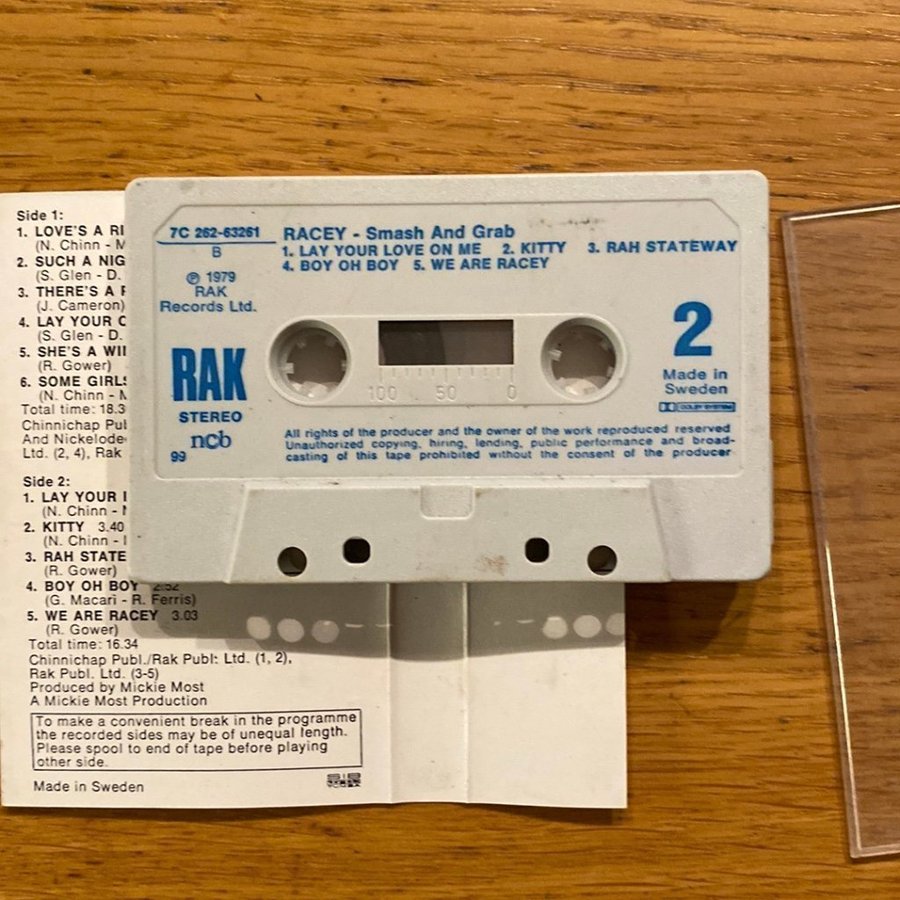 Side 1:
1. LOVE'S A RI
(N. Chinn - M
2. SUCH A NIG
(S. Glen - D.
3. THERE'S A F
(J. Cameron)
4. LAY YOUR C
(S. Glen - D.
5. SHE'S A WI
(R. Gower)
6. SOME GIRLS
(N. Chinn - M
Total time: 18.3
Chinnichap Publ
And Nickelode
Ltd. (2, 4), Rak
Side 2:
1. LAY YOUR
(N. Chinn -
2. KITTY 3.40
(N. Chinn -
3. RAH STATE
(R. Gower)
4. BOY OH BOY 2.52
(G. Macari - R. Ferris)
5. WE ARE RACEY 3.03
(R. Gower)
Total time: 16.34
Chinnichap Publ./Rak Publ: Ltd. (1, 2),
Rak Publ. Ltd. (3-5)
Produced by Mickie Most
A Mickie Most Production
To make a convenient break in the programme
the recorded sides may be of unequal length.
Please spool to end of tape before playing
other side.
Made in Sweden
7C 262-63261
B
℗ 1979
RAK
Records Ltd.
RAK
STEREO
ncb
99
RACEY - Smash And Grab
1. LAY YOUR LOVE ON ME 2. KITTY 3. RAH STATEWAY
4. BOY OH BOY 5. WE ARE RACEY
100 50 0
2
Made in
Sweden
DOLBY SYSTEM
All rights of the producer and the owner of the work reproduced reserved
Unauthorized copying, hiring, lending, public performance and broad-
casting of this tape prohibited without the consent of the producer